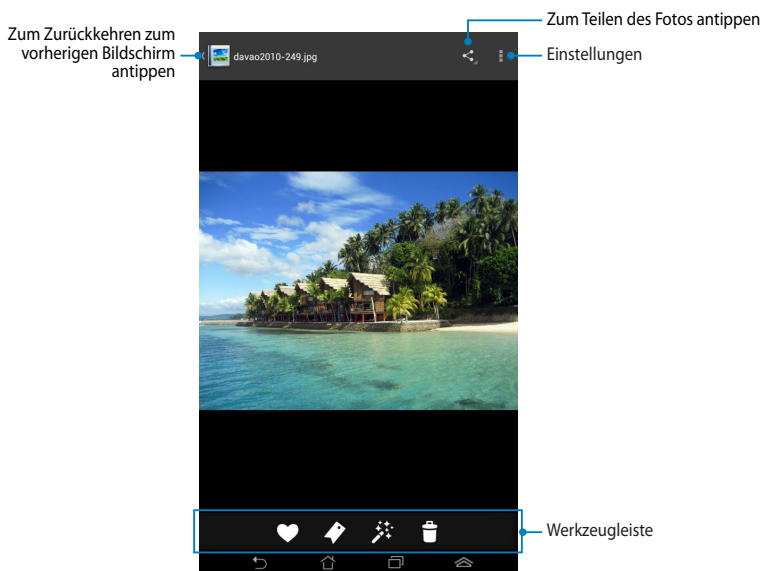 Zum Teilen des Fotos antippen
Zum Zurückkehren zum
vorherigen Bildschirm
antippen
davao2010-249.jpg
Einstellungen
Werkzeugleiste